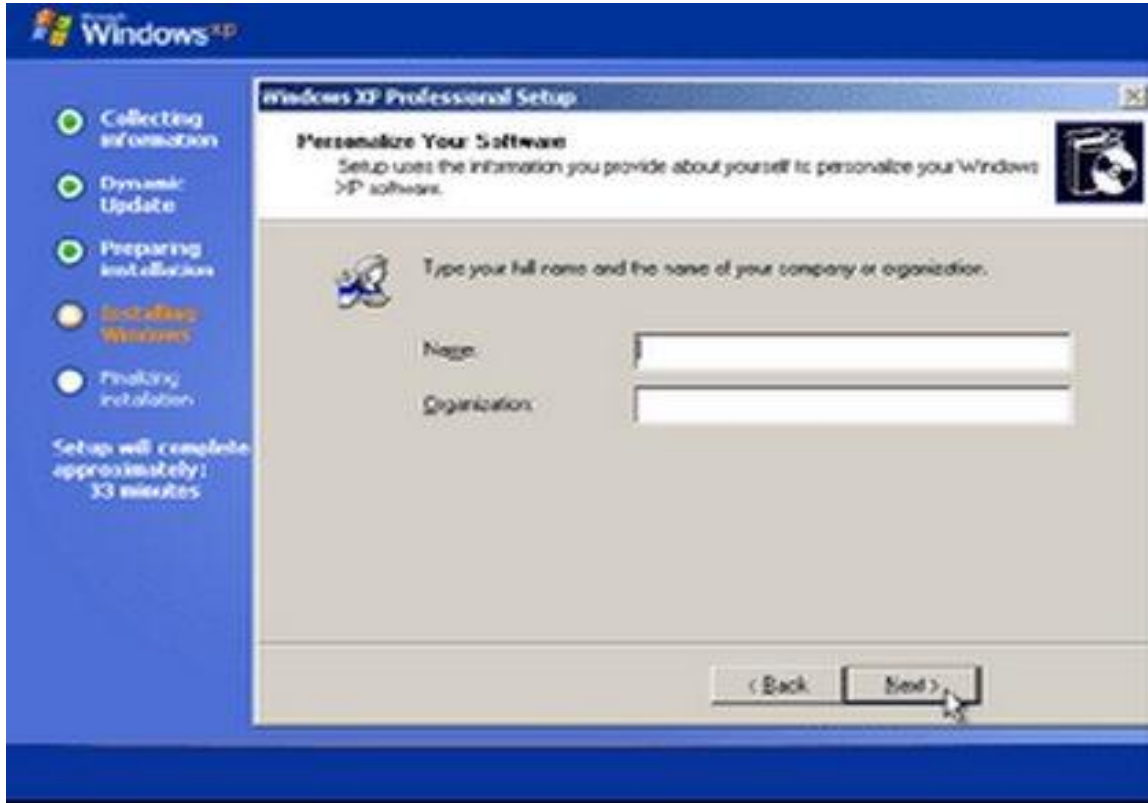 Microsoft
Windows xp
Collecting
information
Dynamic
Update
Preparing
installation
Installing
Windows
Finalizing
installation
Setup will complete
approximately:
33 minutes
Windows XP Professional Setup
Personalize Your Software
Setup uses the information you provide about yourself to personalize your Windows
XP software.
Type your full name and the name of your company or organization.
Name:
Organization:
< Back
Next >